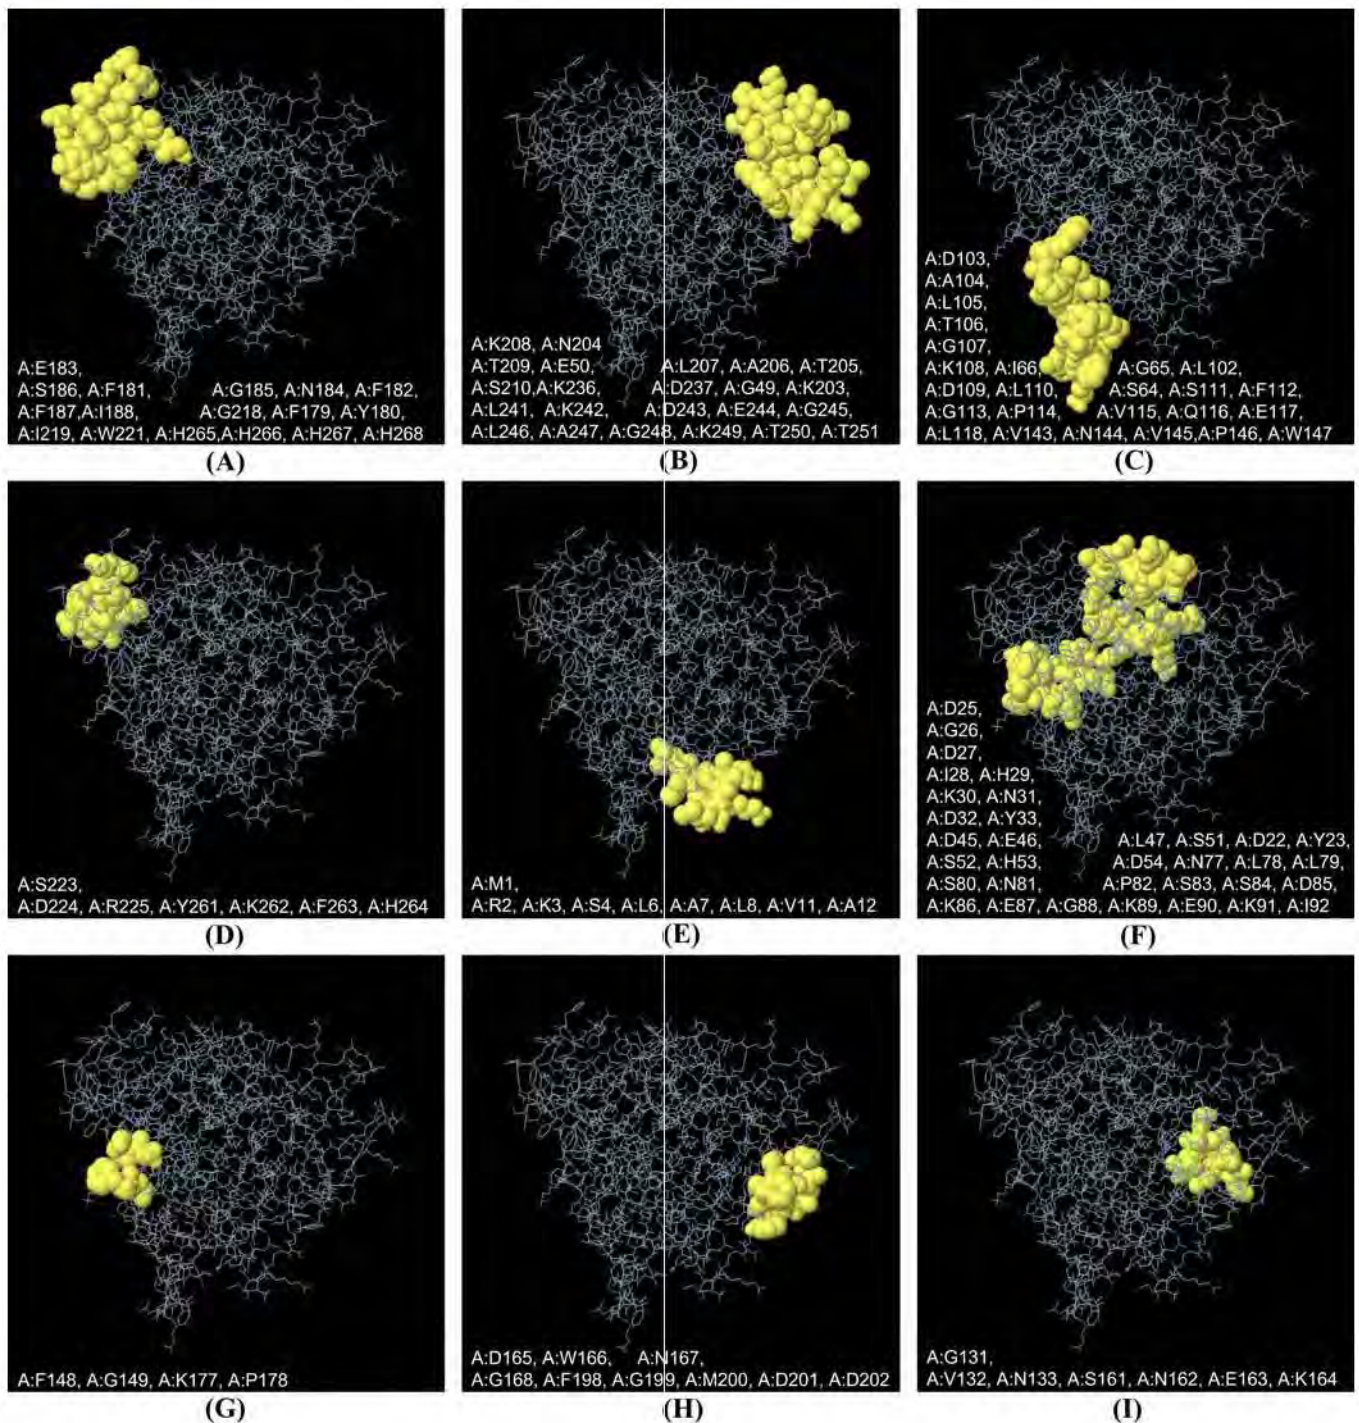 A:E183,
A:S186, A:F181, A:G185, A:N184, A:F182,
A:F187,A:I188, A:G218, A:F179, A:Y180,
A:I219, A:W221, A:H265,A:H266, A:H267, A:H268
(A)
A:K208, A:N204
A:T209, A:E50, A:L207, A:A206, A:T205,
A:S210,A:K236, A:D237, A:G49, A:K203,
A:L241, A:K242, A:D243, A:E244, A:G245,
A:L246, A:A247, A:G248, A:K249, A:T250, A:T251
(B)
A:D103,
A:A104,
A:L105,
A:T106,
A:G107,
A:K108, A:I66, A:G65, A:L102,
A:D109, A:L110, A:S64, A:S111, A:F112,
A:G113, A:P114, A:V115, A:Q116, A:E117,
A:L118, A:V143, A:N144, A:V145,A:P146, A:W147
(C)
A:S223,
A:D224, A:R225, A:Y261, A:K262, A:F263, A:H264
(D)
A:M1,
A:R2, A:K3, A:S4, A:L6, A:A7, A:L8, A:V11, A:A12
(E)
A:D25,
A:G26,
A:D27,
A:I28, A:H29,
A:K30, A:N31,
A:D32, A:Y33,
A:D45, A:E46, A:L47, A:S51, A:D22, A:Y23,
A:S52, A:H53, A:D54, A:N77, A:L78, A:L79,
A:S80, A:N81, A:P82, A:S83, A:S84, A:D85,
A:K86, A:E87, A:G88, A:K89, A:E90, A:K91, A:I92
(F)
A:F148, A:G149, A:K177, A:P178
(G)
A:D165, A:W166, A:N167,
A:G168, A:F198, A:G199, A:M200, A:D201, A:D202
(H)
A:G131,
A:V132, A:N133, A:S161, A:N162, A:E163, A:K164
(I)